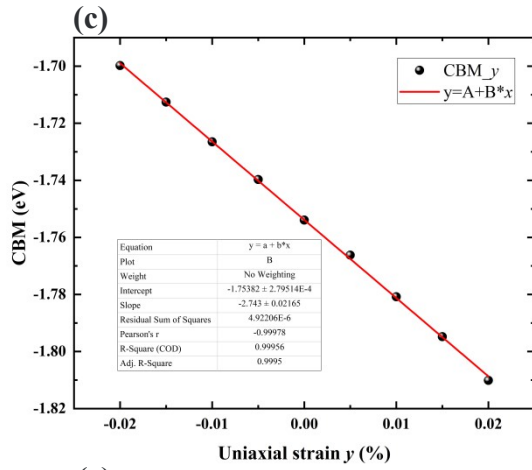 (c)
-1.70
-1.72
-1.74
-1.76
-1.78
-1.80
-1.82
CBM (eV)
CBM_y
y=A+B*x
Equation y = a + b*x
Plot B
Weight No Weighting
Intercept -1.75382 ± 2.79514E-4
Slope -2.743 ± 0.02165
Residual Sum of Squares 4.92206E-6
Pearson's r -0.99978
R-Square (COD) 0.99956
Adj. R-Square 0.9995
-0.02 -0.01 0.00 0.01 0.02
Uniaxial strain y (%)